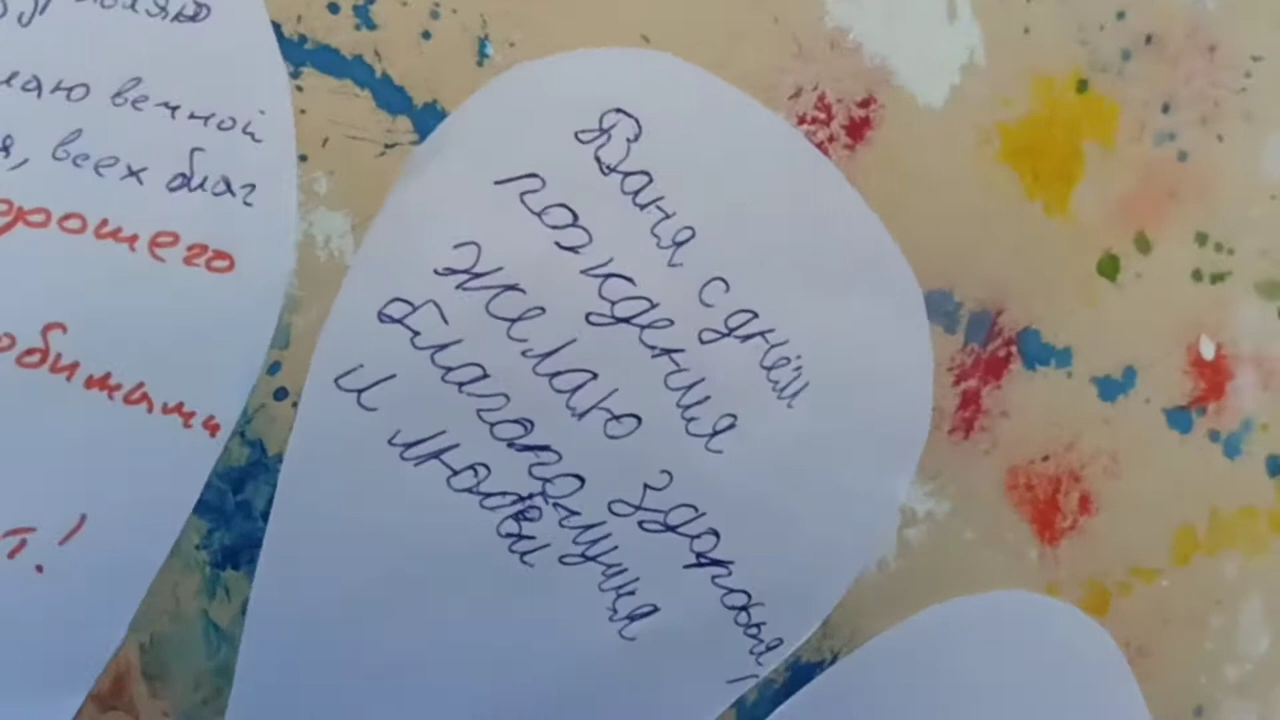 вечной
всех благ
Ваня с днём
рождения
желаю здоровья,
благополучия
и любви